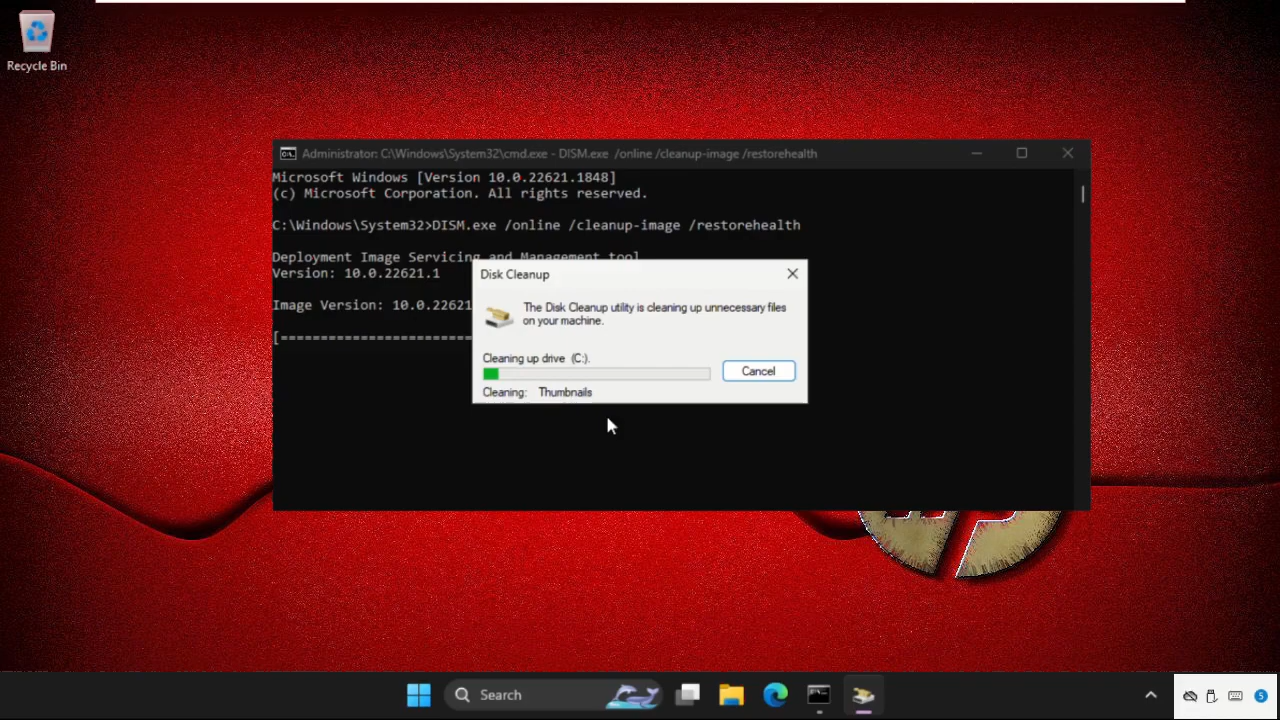 Recycle Bin
Administrator: C:\Windows\System32\cmd.exe - DISM.exe /online /cleanup-image /restorehealth
Microsoft Windows [Version 10.0.22621.1848]
(c) Microsoft Corporation. All rights reserved.
C:\Windows\System32>DISM.exe /online /cleanup-image /restorehealth
Deployment Image Servicing and Management tool
Version: 10.0.22621.1
Image Version: 10.0.22621
[========================
Disk Cleanup
The Disk Cleanup utility is cleaning up unnecessary files
on your machine.
Cleaning up drive (C:).
Cancel
Cleaning: Thumbnails
Search
5